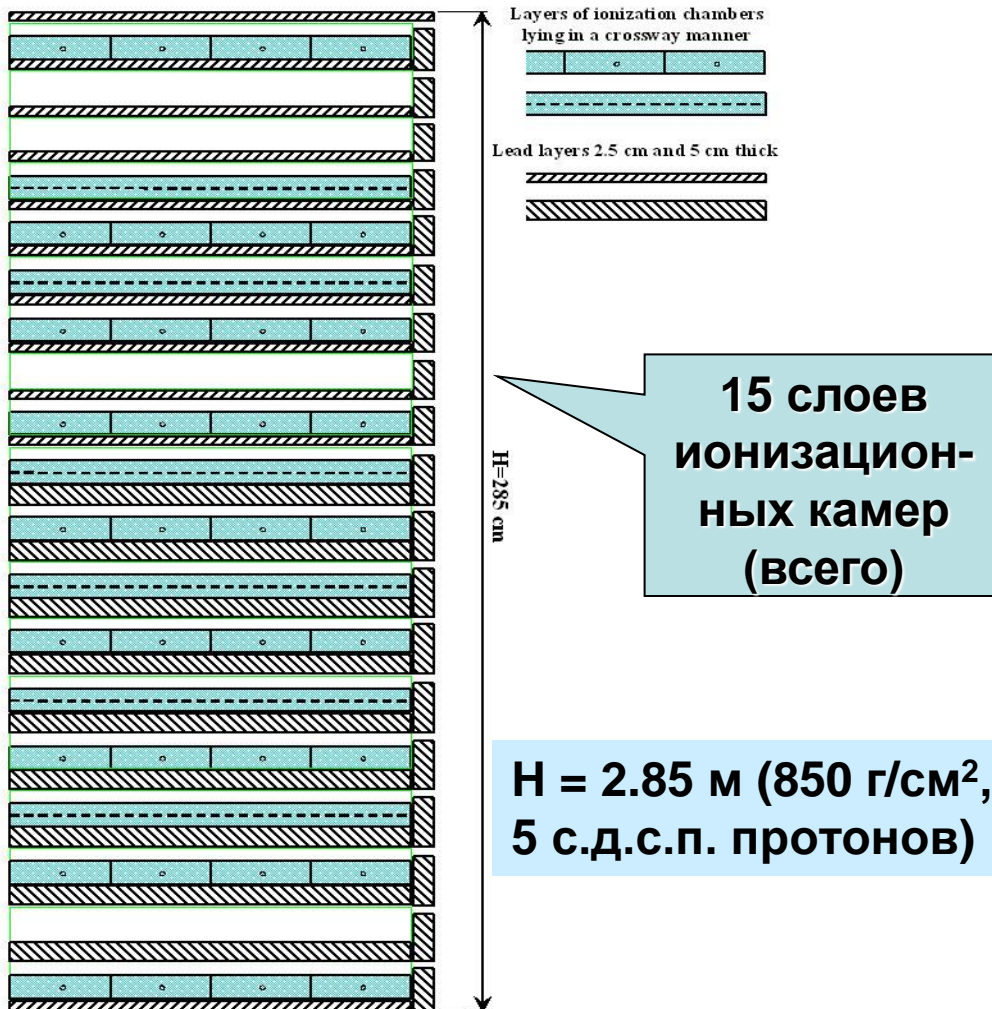 Layers of ionization chambers
lying in a crossway manner
Lead layers 2.5 cm and 5 cm thick
H=285 cm
15 слоев
ионизацион-
ных камер
(всего)
H = 2.85 м (850 г/см²,
5 с.д.с.п. протонов)